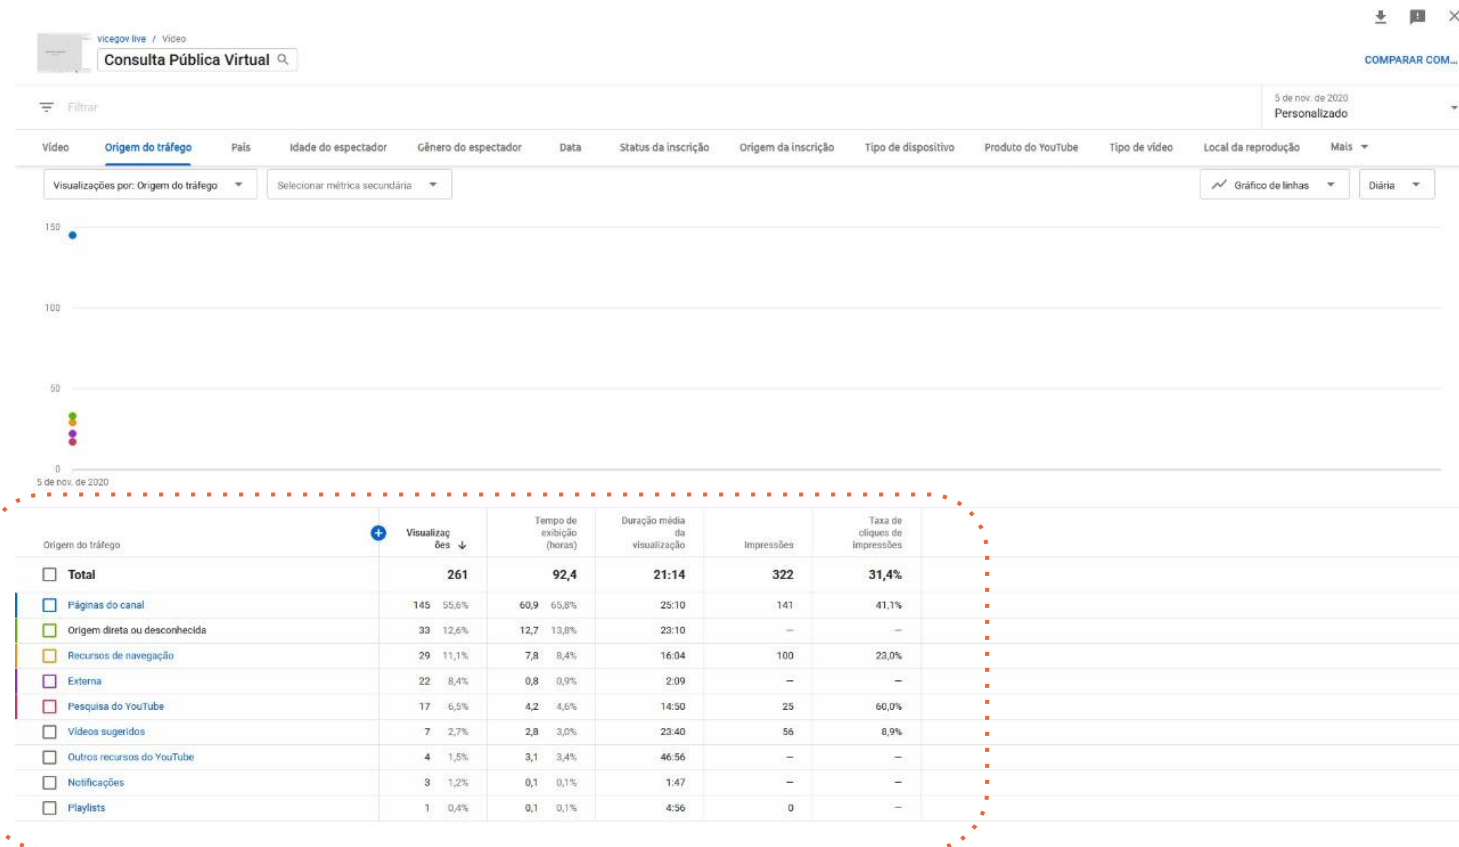 vicegov live / Vídeo
Consulta Pública Virtual
COMPARAR COM...
Filtrar
5 de nov. de 2020
Personalizado
Vídeo Origem do tráfego País Idade do espectador Gênero do espectador Data Status da inscrição Origem da inscrição Tipo de dispositivo Produto do YouTube Tipo de vídeo Local da reprodução Mais
Visualizações por: Origem do tráfego Selecionar métrica secundária Gráfico de linhas Diária
150
100
50
0
5 de nov. de 2020
Origem do tráfego
Visualizaç
ões
Tempo de
exibição
(horas)
Duração média
da
visualização
Impressões
Taxa de
cliques de
impressões
Total 261 92,4 21:14 322 31,4%
Páginas do canal 145 55,6% 60,9 65,8% 25:10 141 41,1%
Origem direta ou desconhecida 33 12,6% 12,7 13,8% 23:10 — —
Recursos de navegação 29 11,1% 7,8 8,4% 16:04 100 23,0%
Externa 22 8,4% 0,8 0,9% 2:09 — —
Pesquisa do YouTube 17 6,5% 4,2 4,6% 14:50 25 60,0%
Vídeos sugeridos 7 2,7% 2,8 3,0% 23:40 56 8,9%
Outros recursos do YouTube 4 1,5% 3,1 3,4% 46:56 — —
Notificações 3 1,2% 0,1 0,1% 1:47 — —
Playlists 1 0,4% 0,1 0,1% 4:56 0 —